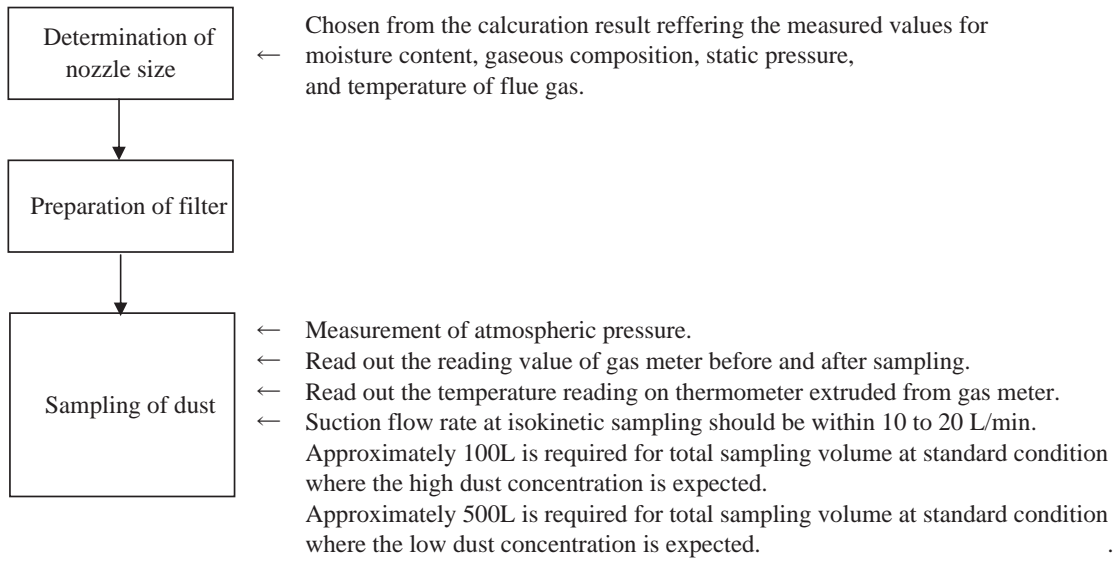 Determination of
nozzle size
← Chosen from the calcuration result reffering the measured values for
moisture content, gaseous composition, static pressure,
and temperature of flue gas.
Preparation of filter
Sampling of dust
← Measurement of atmospheric pressure.
← Read out the reading value of gas meter before and after sampling.
← Read out the temperature reading on thermometer extruded from gas meter.
← Suction flow rate at isokinetic sampling should be within 10 to 20 L/min.
Approximately 100L is required for total sampling volume at standard condition
where the high dust concentration is expected.
Approximately 500L is required for total sampling volume at standard condition
where the low dust concentration is expected. .